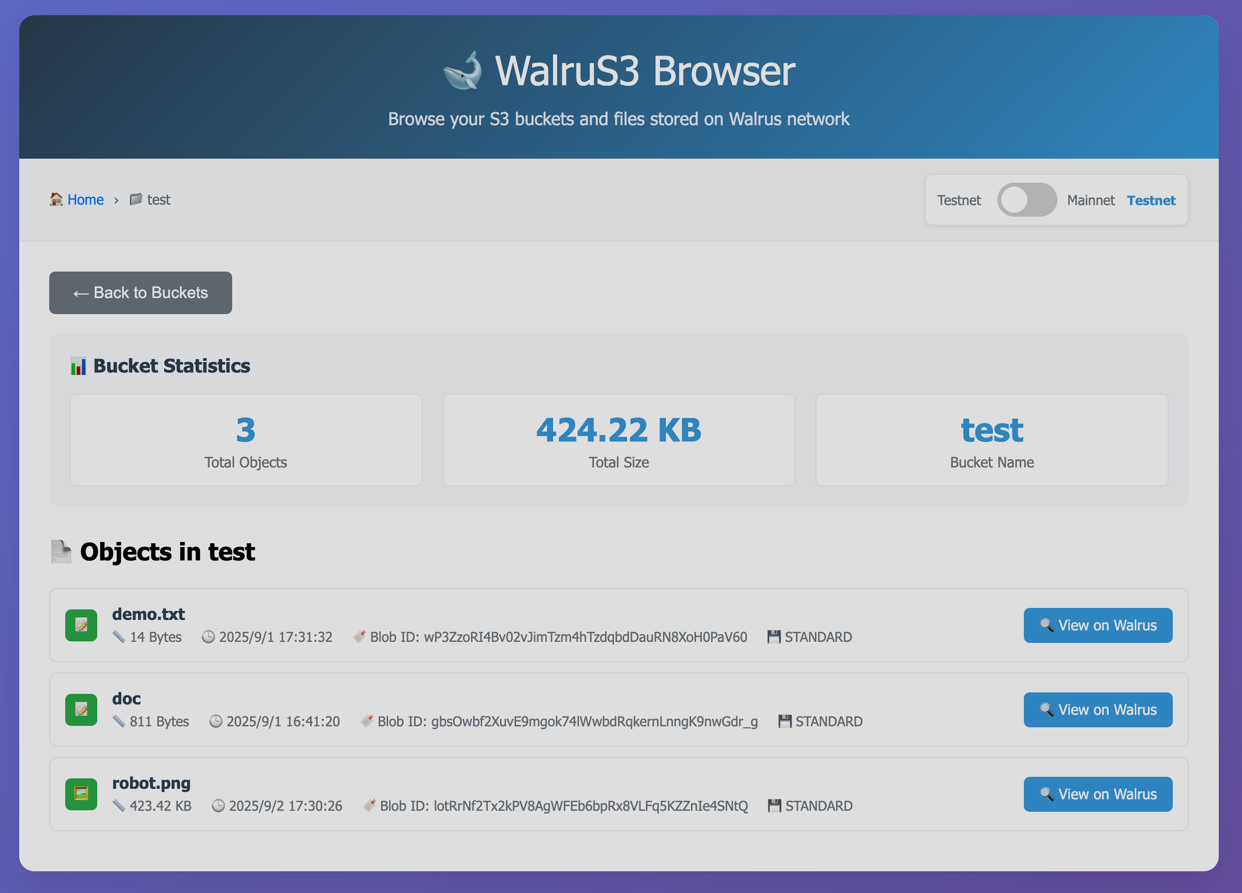 WalruS3 Browser
Browse your S3 buckets and files stored on Walrus network
Home › test
Testnet Mainnet Testnet
← Back to Buckets
Bucket Statistics
3
Total Objects
424.22 KB
Total Size
test
Bucket Name
Objects in test
demo.txt
14 Bytes 2025/9/1 17:31:32 Blob ID: wP3ZzoRI4Bv02vJimTzm4hTzdqbdDauRN8XoH0PaV60 STANDARD
View on Walrus
doc
811 Bytes 2025/9/1 16:41:20 Blob ID: gbsOwbf2XuvE9mgok74lWwbdRqkernLnngK9nwGdr_g STANDARD
View on Walrus
robot.png
423.42 KB 2025/9/2 17:30:26 Blob ID: lotRrNf2Tx2kPV8AgWFEb6bpRx8VLFq5KZZnIe4SNtQ STANDARD
View on Walrus